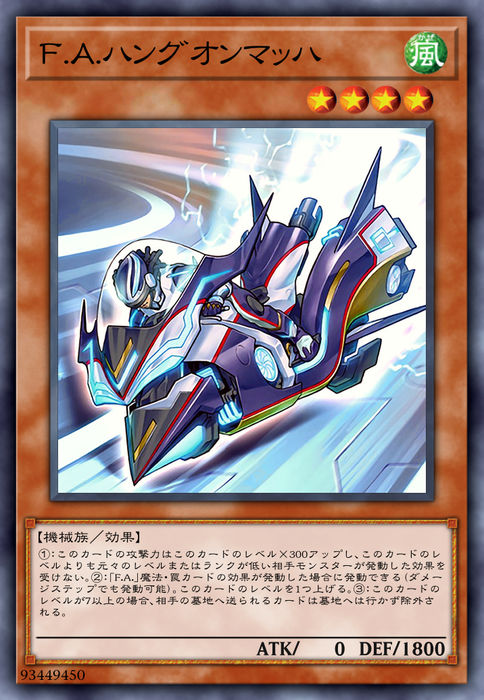 F.A.ハングオンマッハ
風
かぜ
【機械族／効果】
①：このカードの攻撃力はこのカードのレベル×300アップし、このカードのレ
ベルよりも元々のレベルまたはランクが低い相手モンスターが発動した効果を
受けない。②：「F.A.」魔法・罠カードの効果が発動した場合に発動できる（ダメー
ジステップでも発動可能）。このカードのレベルを1つ上げる。③：このカードの
レベルが7以上の場合、相手の墓地へ送られるカードは墓地へは行かず除外さ
れる。
ATK/ 0 DEF/1800
93449450